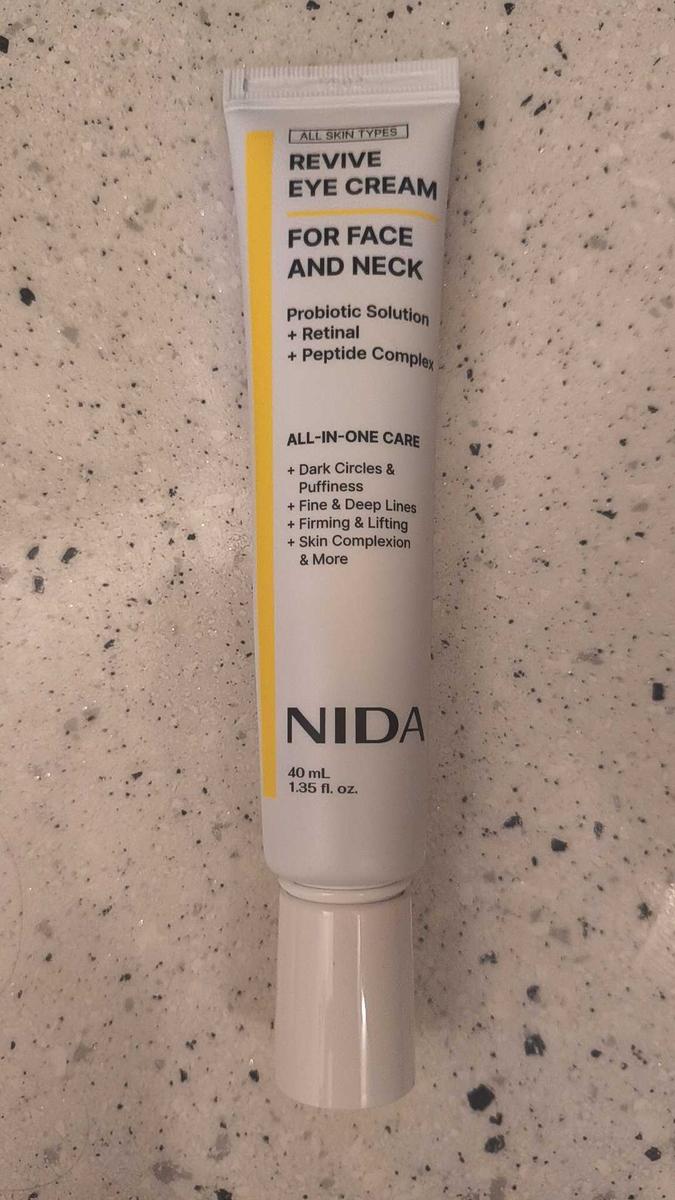 ALL SKIN TYPES
REVIVE
EYE CREAM
FOR FACE
AND NECK
Probiotic Solution
+ Retinal
+ Peptide Complex
ALL-IN-ONE CARE
+ Dark Circles &
Puffiness
+ Fine & Deep Lines
+ Firming & Lifting
+ Skin Complexion
& More
NIDA
40 mL
1.35 fl. oz.